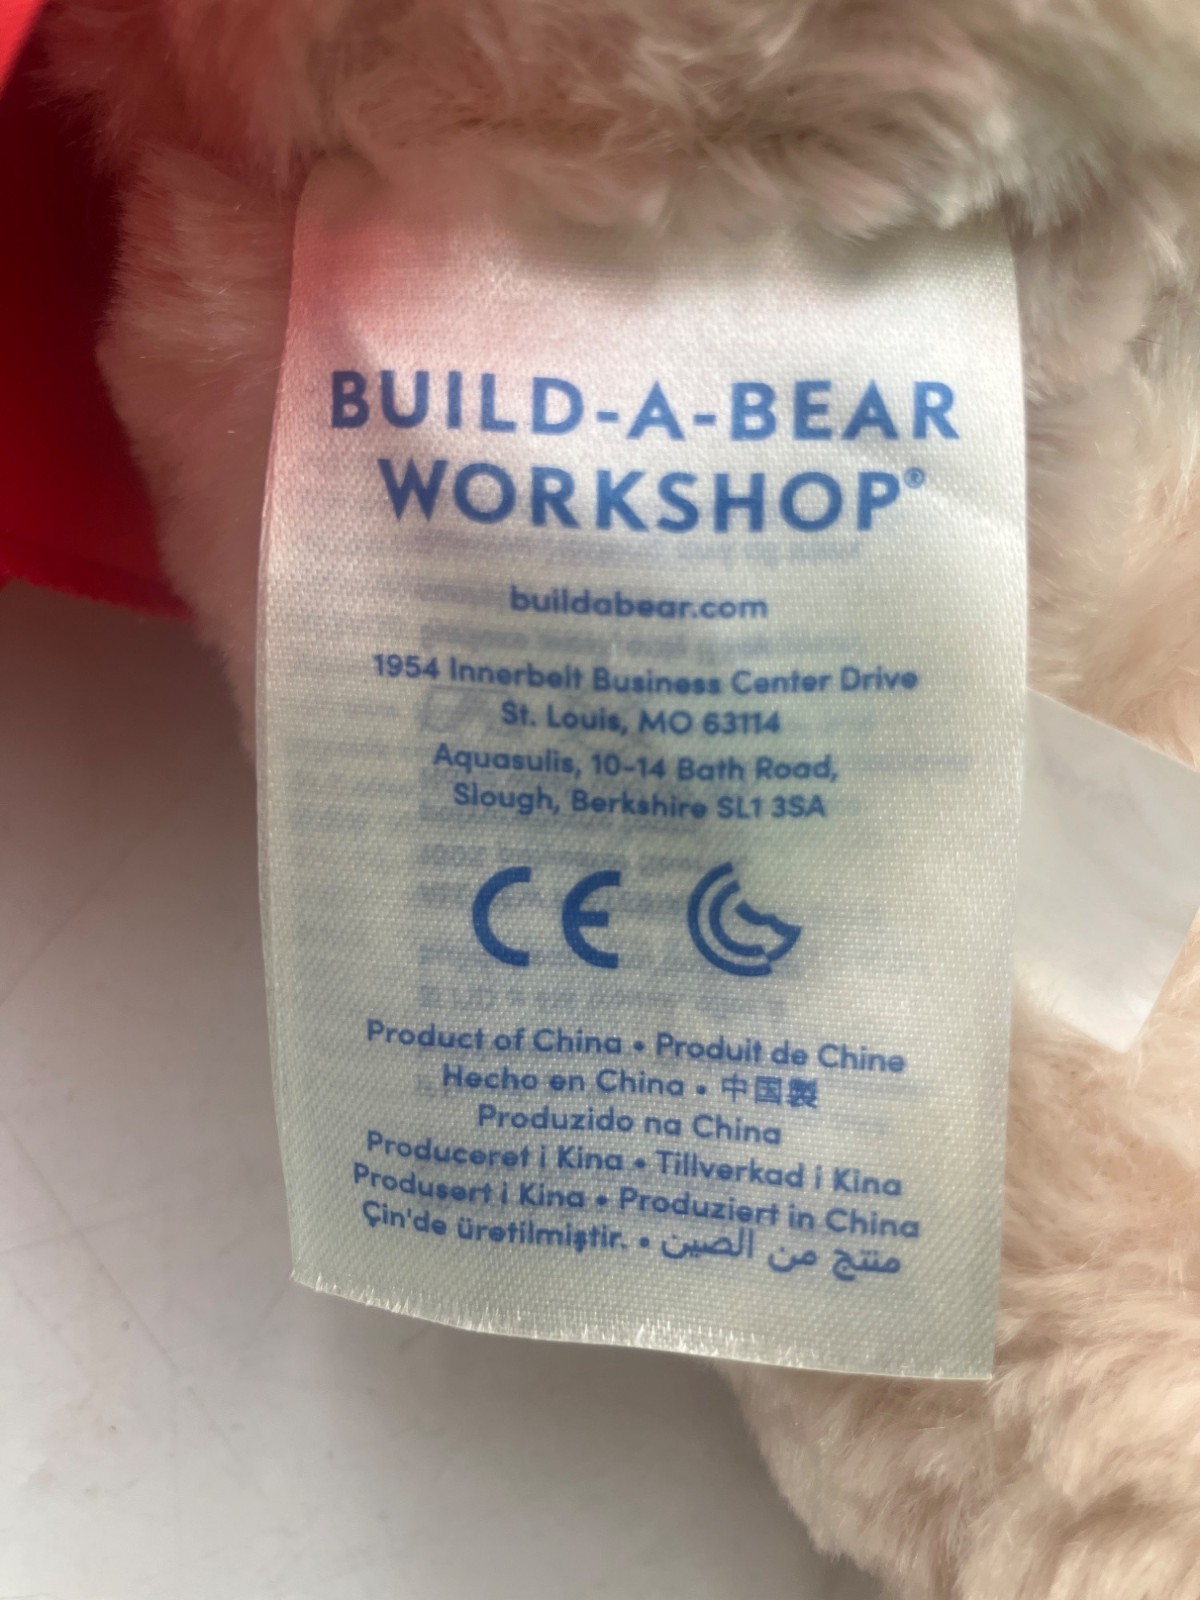 BUILD-A-BEAR
WORKSHOP®
buildabear.com
1954 Innerbelt Business Center Drive
St. Louis, MO 63114
Aquasulis, 10-14 Bath Road,
Slough, Berkshire SL1 3SA
CE
Product of China • Produit de Chine
Hecho en China • 中国製
Produzido na China
Produceret i Kina • Tillverkad i Kina
Produsert i Kina • Produziert in China
Çin'de üretilmiştir. • منتج من الصين